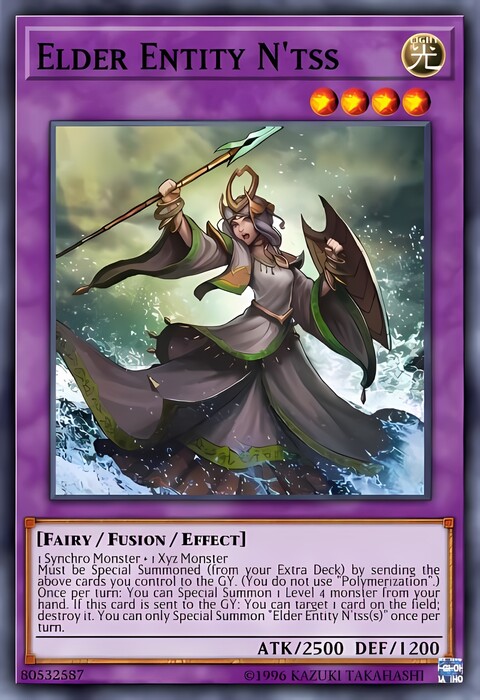 ELDER ENTITY N'TSS
LIGHT
光
[FAIRY / FUSION / EFFECT]
1 Synchro Monster + 1 Xyz Monster
Must be Special Summoned (from your Extra Deck) by sending the
above cards you control to the GY. (You do not use "Polymerization".)
Once per turn: You can Special Summon 1 Level 4 monster from your
hand. If this card is sent to the GY: You can target 1 card on the field;
destroy it. You can only Special Summon "Elder Entity N'tss(s)" once per
turn.
ATK/2500 DEF/1200
80532587
©1996 KAZUKI TAKAHASHI